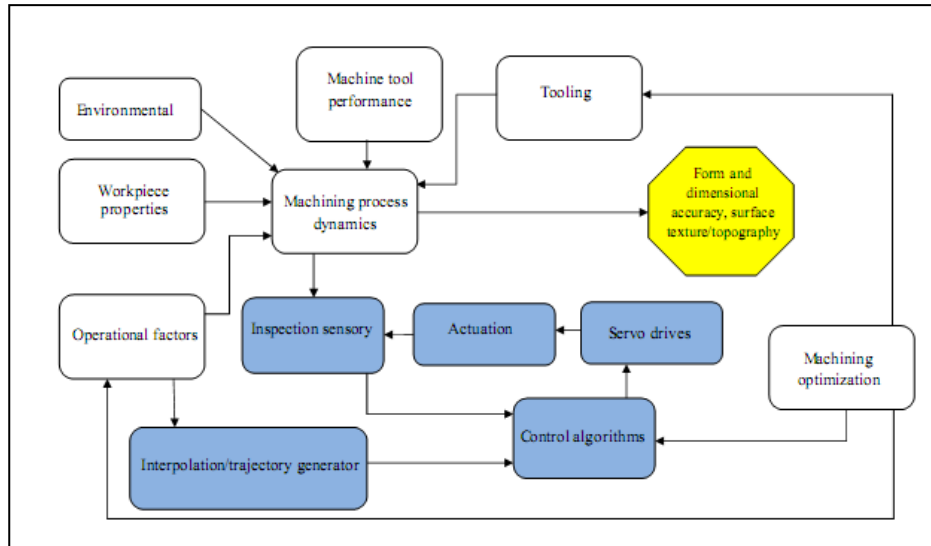 Machine tool
performance
Tooling
Environmental
Form and
dimensional
accuracy, surface
texture/topography
Workpiece
properties
Machining process
dynamics
Operational factors
Inspection sensory
Actuation
Servo drives
Machining
optimization
Control algorithms
Interpolation/trajectory generator